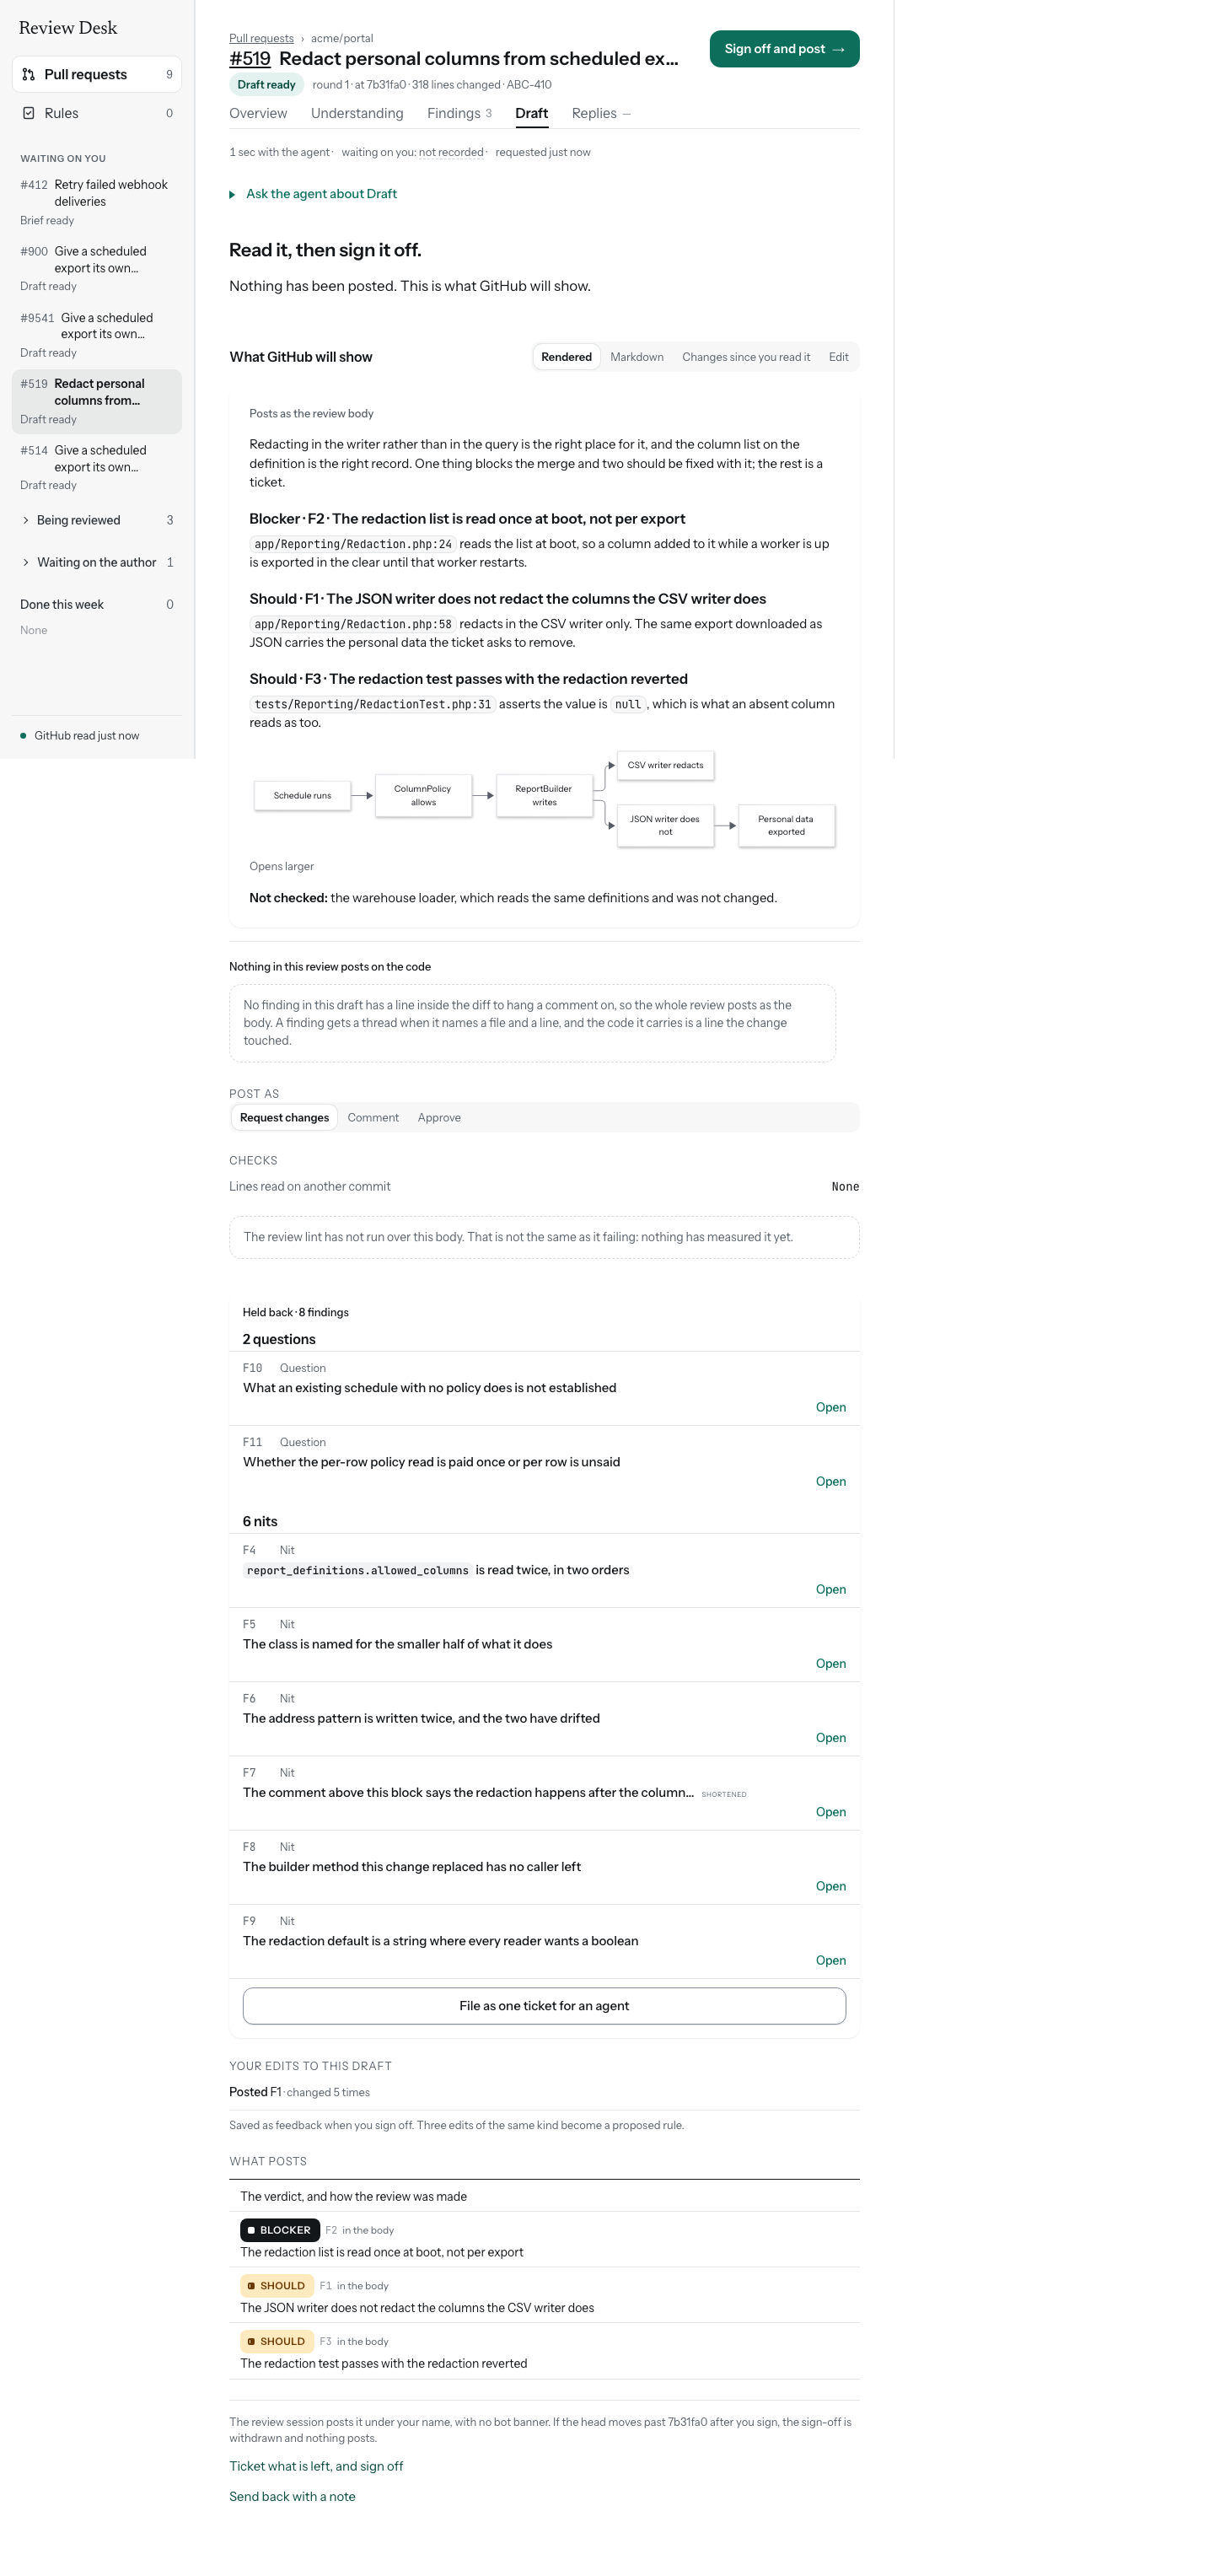 Review Desk
Pull requests 9
Rules 0
WAITING ON YOU
#412 Retry failed webhook
deliveries
Brief ready
#900 Give a scheduled
export its own...
Draft ready
#9541 Give a scheduled
export its own...
Draft ready
#519 Redact personal
columns from...
Draft ready
#514 Give a scheduled
export its own...
Draft ready
Being reviewed 3
Waiting on the author 1
Done this week 0
None
GitHub read just now
Pull requests › acme/portal
#519 Redact personal columns from scheduled ex...
Sign off and post →
Draft ready round 1 · at 7b31fa0 · 318 lines changed · ABC-410
Overview Understanding Findings 3 Draft Replies —
1 sec with the agent · waiting on you: not recorded · requested just now
Ask the agent about Draft
Read it, then sign it off.
Nothing has been posted. This is what GitHub will show.
What GitHub will show
Rendered Markdown Changes since you read it Edit
Posts as the review body
Redacting in the writer rather than in the query is the right place for it, and the column list on the
definition is the right record. One thing blocks the merge and two should be fixed with it; the rest is a
ticket.
Blocker · F2 · The redaction list is read once at boot, not per export
app/Reporting/Redaction.php:24 reads the list at boot, so a column added to it while a worker is up
is exported in the clear until that worker restarts.
Should · F1 · The JSON writer does not redact the columns the CSV writer does
app/Reporting/Redaction.php:58 redacts in the CSV writer only. The same export downloaded as
JSON carries the personal data the ticket asks to remove.
Should · F3 · The redaction test passes with the redaction reverted
tests/Reporting/RedactionTest.php:31 asserts the value is null, which is what an absent column
reads as too.
Schedule runs
ColumnPolicy
allows
ReportBuilder
writes
CSV writer redacts
JSON writer does
not
Personal data
exported
Opens larger
Not checked: the warehouse loader, which reads the same definitions and was not changed.
Nothing in this review posts on the code
No finding in this draft has a line inside the diff to hang a comment on, so the whole review posts as the
body. A finding gets a thread when it names a file and a line, and the code it carries is a line the change
touched.
POST AS
Request changes Comment Approve
CHECKS
Lines read on another commit None
The review lint has not run over this body. That is not the same as it failing: nothing has measured it yet.
Held back · 8 findings
2 questions
F10 Question
What an existing schedule with no policy does is not established
Open
F11 Question
Whether the per-row policy read is paid once or per row is unsaid
Open
6 nits
F4 Nit
report_definitions.allowed_columns is read twice, in two orders
Open
F5 Nit
The class is named for the smaller half of what it does
Open
F6 Nit
The address pattern is written twice, and the two have drifted
Open
F7 Nit
The comment above this block says the redaction happens after the column... SHORTENED
Open
F8 Nit
The builder method this change replaced has no caller left
Open
F9 Nit
The redaction default is a string where every reader wants a boolean
Open
File as one ticket for an agent
YOUR EDITS TO THIS DRAFT
Posted F1 · changed 5 times
Saved as feedback when you sign off. Three edits of the same kind become a proposed rule.
WHAT POSTS
The verdict, and how the review was made
BLOCKER F2 in the body
The redaction list is read once at boot, not per export
SHOULD F1 in the body
The JSON writer does not redact the columns the CSV writer does
SHOULD F3 in the body
The redaction test passes with the redaction reverted
The review session posts it under your name, with no bot banner. If the head moves past 7b31fa0 after you sign, the sign-off is
withdrawn and nothing posts.
Ticket what is left, and sign off
Send back with a note